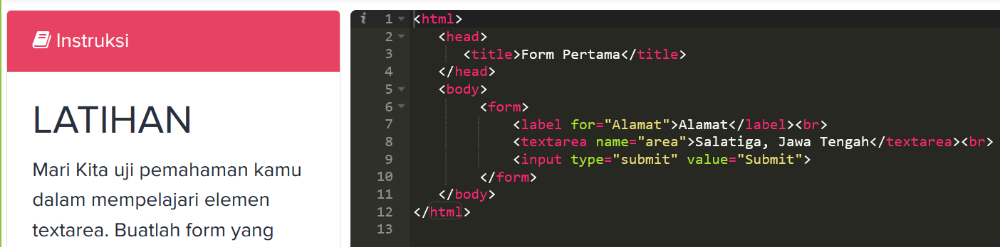 Instruksi
LATIHAN
Mari Kita uji pemahaman kamu
dalam mempelajari elemen
textarea. Buatlah form yang
i 1 <html>
2 <head>
3 <title>Form Pertama</title>
4 </head>
5 <body>
6 <form>
7 <label for="Alamat">Alamat</label><br>
8 <textarea name="area">Salatiga, Jawa Tengah</textarea><br>
9 <input type="submit" value="Submit">
10 </form>
11 </body>
12 </html>
13